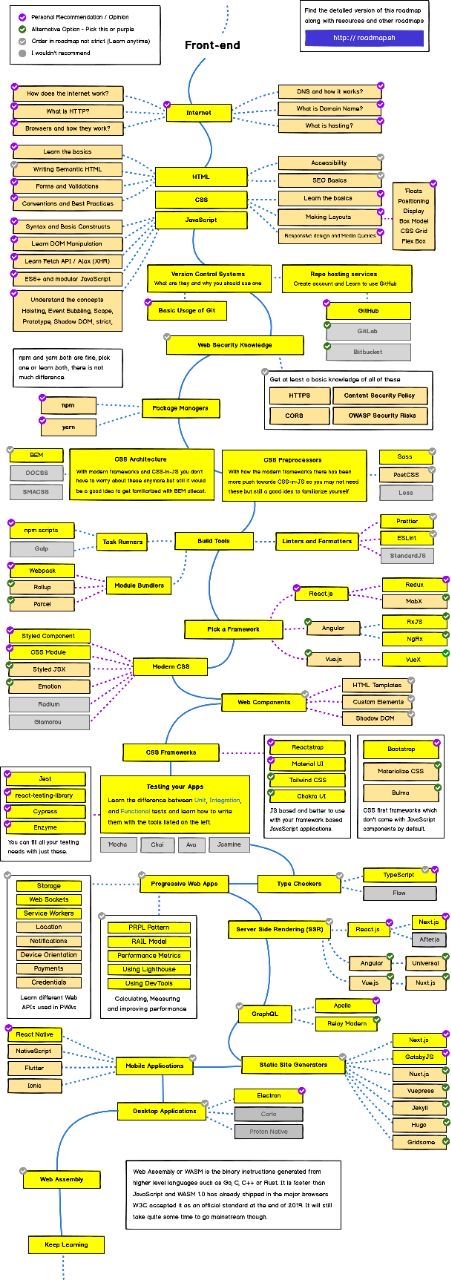 Personal Recommendation / Opinion
Alternative Option - Pick this or purple
Order in roadmap not strict (Learn anytime)
I wouldn't recommend
Find the detailed version of this roadmap
along with resources and other roadmaps
http://roadmap.sh
Front-end
How does the internet work?
What is HTTP?
Browsers and how they work?
Internet
DNS and how it works?
What is Domain Name?
What is hosting?
Learn the basics
Writing Semantic HTML
Forms and Validations
Conventions and Best Practices
HTML
CSS
JavaScript
Accessibility
SEO Basics
Learn the basics
Making Layouts
Responsive design and Media Queries
Floats
Positioning
Display
Box Model
CSS Grid
Flex Box
Syntax and Basic Constructs
Learn DOM Manipulation
Learn Fetch API / Ajax (XHR)
ES6+ and modular JavaScript
Understand the concepts
Hoisting, Event Bubbling, Scope,
Prototype, Shadow DOM, strict,
Version Control Systems
What are they and why you should use one
Basic Usage of Git
Repo hosting services
Create account and Learn to use GitHub
GitHub
GitLab
Bitbucket
Web Security Knowledge
Get at least a basic knowledge of all of these
HTTPS
Content Security Policy
CORS
OWASP Security Risks
npm and yarn both are fine, pick
one or learn both, there is not
much difference.
npm
yarn
Package Managers
BEM
OOCSS
SMACSS
CSS Architecture
With modern frameworks and CSS-in-JS you don't
have to worry about these anymore but still it would
be a good idea to get familiarized with BEM atleast.
CSS Preprocessors
With how the modern frameworks there has been
more push towards CSS-in-JS so you may not need
these but still a good idea to familiarize yourself
Sass
PostCSS
Less
npm scripts
Gulp
Task Runners
Build Tools
Linters and Formatters
Prettier
ESLint
StandardJS
Webpack
Rollup
Parcel
Module Bundlers
Pick a Framework
React.js
Redux
MobX
Angular
RxJS
NgRx
Vue.js
VueX
Styled Component
CSS Module
Styled JSX
Emotion
Radium
Glamorou
Modern CSS
Web Components
HTML Templates
Custom Elements
Shadow DOM
CSS Frameworks
Reactstrap
Material UI
Tailwind CSS
Chakra UI
JS based and better to use
with your framework based
JavaScript applications.
Bootstrap
Materialize CSS
Bulma
CSS first frameworks which
don't come with JavaScript
components by default.
Jest
react-testing-library
Cypress
Enzyme
You can fill all your testing
needs with just these.
Testing your Apps
Learn the difference between Unit, Integration,
and Functional tests and learn how to write
them with the tools listed on the left.
Mocha
Chai
Ava
Jasmine
Progressive Web Apps
Type Checkers
TypeScript
Flow
Storage
Web Sockets
Service Workers
Location
Notifications
Device Orientation
Payments
Credentials
Learn different Web
APIs used in PWAs
PRPL Pattern
RAIL Model
Performance Metrics
Using Lighthouse
Using DevTools
Calculating, Measuring
and improving performance
Server Side Rendering (SSR)
React.js
Next.js
After.js
Angular
Universal
Vue.js
Nuxt.js
GraphQL
Apollo
Relay Modern
React Native
NativeScript
Flutter
Ionic
Mobile Applications
Static Site Generators
Next.js
GatsbyJS
Nuxt.js
Vuepress
Jekyll
Hugo
Gridsome
Desktop Applications
Electron
Carlo
Proton Native
Web Assembly
Web Assembly or WASM is the binary instructions generated from
higher level languages such as Go, C, C++ or Rust. It is faster than
JavaScript and WASM 1.0 has already shipped in the major browsers
W3C accepted it as an official standard at the end of 2019. It will still
take quite some time to go mainstream though.
Keep Learning